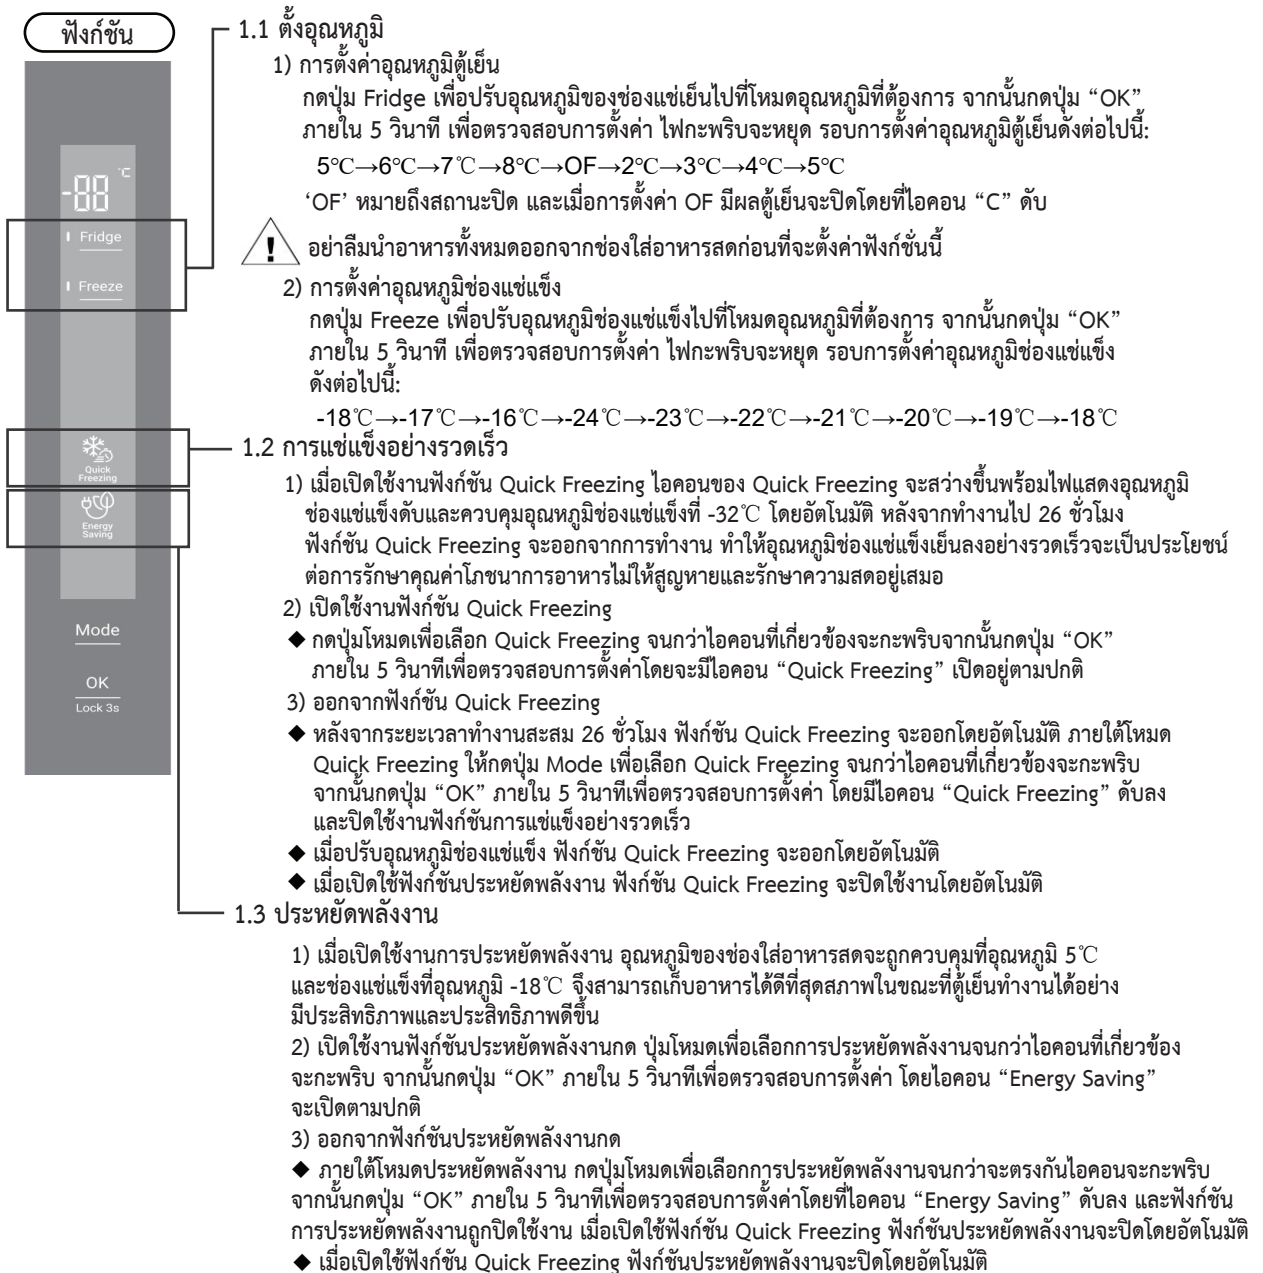 ฟังก์ชัน
-88 °C
Fridge
Freeze
Quick
Freezing
Energy
Saving
Mode
OK
Lock 3s
1.1 ตั้งอุณหภูมิ
1) การตั้งค่าอุณหภูมิตู้เย็น
กดปุ่ม Fridge เพื่อปรับอุณหภูมิของช่องแช่เย็นไปที่โหมดอุณหภูมิที่ต้องการ จากนั้นกดปุ่ม “OK”
ภายใน 5 วินาที เพื่อตรวจสอบการตั้งค่า ไฟกะพริบจะหยุด รอบการตั้งค่าอุณหภูมิตู้เย็นดังต่อไปนี้:
5℃→6℃→7℃→8℃→OF→2℃→3℃→4℃→5℃
‘OF’ หมายถึงสถานะปิด และเมื่อการตั้งค่า OF มีผลตู้เย็นจะปิดโดยที่ไอคอน “C” ดับ
! อย่าลืมนำอาหารทั้งหมดออกจากช่องใส่อาหารสดก่อนที่จะตั้งค่าฟังก์ชั่นนี้
2) การตั้งค่าอุณหภูมิช่องแช่แข็ง
กดปุ่ม Freeze เพื่อปรับอุณหภูมิช่องแช่แข็งไปที่โหมดอุณหภูมิที่ต้องการ จากนั้นกดปุ่ม “OK”
ภายใน 5 วินาที เพื่อตรวจสอบการตั้งค่า ไฟกะพริบจะหยุด รอบการตั้งค่าอุณหภูมิช่องแช่แข็ง
ดังต่อไปนี้:
-18℃→-17℃→-16℃→-24℃→-23℃→-22℃→-21℃→-20℃→-19℃→-18℃
1.2 การแช่แข็งอย่างรวดเร็ว
1) เมื่อเปิดใช้งานฟังก์ชัน Quick Freezing ไอคอนของ Quick Freezing จะสว่างขึ้นพร้อมไฟแสดงอุณหภูมิ
ช่องแช่แข็งดับและควบคุมอุณหภูมิช่องแช่แข็งที่ -32℃ โดยอัตโนมัติ หลังจากทำงานไป 26 ชั่วโมง
ฟังก์ชัน Quick Freezing จะออกจากการทำงาน ทำให้อุณหภูมิช่องแช่แข็งเย็นลงอย่างรวดเร็วจะเป็นประโยชน์
ต่อการรักษาคุณค่าโภชนาการอาหารไม่ให้สูญหายและรักษาความสดอยู่เสมอ
2) เปิดใช้งานฟังก์ชัน Quick Freezing
◆ กดปุ่มโหมดเพื่อเลือก Quick Freezing จนกว่าไอคอนที่เกี่ยวข้องจะกะพริบจากนั้นกดปุ่ม “OK”
ภายใน 5 วินาทีเพื่อตรวจสอบการตั้งค่าโดยจะมีไอคอน “Quick Freezing” เปิดอยู่ตามปกติ
3) ออกจากฟังก์ชัน Quick Freezing
◆ หลังจากระยะเวลาทำงานสะสม 26 ชั่วโมง ฟังก์ชัน Quick Freezing จะออกโดยอัตโนมัติ ภายใต้โหมด
Quick Freezing ให้กดปุ่ม Mode เพื่อเลือก Quick Freezing จนกว่าไอคอนที่เกี่ยวข้องจะกะพริบ
จากนั้นกดปุ่ม “OK” ภายใน 5 วินาทีเพื่อตรวจสอบการตั้งค่า โดยมีไอคอน “Quick Freezing” ดับลง
และปิดใช้งานฟังก์ชันการแช่แข็งอย่างรวดเร็ว
◆ เมื่อปรับอุณหภูมิช่องแช่แข็ง ฟังก์ชัน Quick Freezing จะออกโดยอัตโนมัติ
◆ เมื่อเปิดใช้ฟังก์ชันประหยัดพลังงาน ฟังก์ชัน Quick Freezing จะปิดใช้งานโดยอัตโนมัติ
1.3 ประหยัดพลังงาน
1) เมื่อเปิดใช้งานการประหยัดพลังงาน อุณหภูมิของช่องใส่อาหารสดจะถูกควบคุมที่อุณหภูมิ 5℃
และช่องแช่แข็งที่อุณหภูมิ -18℃ จึงสามารถเก็บอาหารได้ดีที่สุดสภาพในขณะที่ตู้เย็นทำงานได้อย่าง
มีประสิทธิภาพและประสิทธิภาพดีขึ้น
2) เปิดใช้งานฟังก์ชันประหยัดพลังงานกด ปุ่มโหมดเพื่อเลือกการประหยัดพลังงานจนกว่าไอคอนที่เกี่ยวข้อง
จะกะพริบ จากนั้นกดปุ่ม “OK” ภายใน 5 วินาทีเพื่อตรวจสอบการตั้งค่า โดยไอคอน “Energy Saving”
จะเปิดตามปกติ
3) ออกจากฟังก์ชันประหยัดพลังงานกด
◆ ภายใต้โหมดประหยัดพลังงาน กดปุ่มโหมดเพื่อเลือกการประหยัดพลังงานจนกว่าจะตรงกันไอคอนจะกะพริบ
จากนั้นกดปุ่ม “OK” ภายใน 5 วินาทีเพื่อตรวจสอบการตั้งค่าโดยที่ไอคอน “Energy Saving” ดับลง และฟังก์ชัน
การประหยัดพลังงานถูกปิดใช้งาน เมื่อเปิดใช้ฟังก์ชัน Quick Freezing ฟังก์ชันประหยัดพลังงานจะปิดโดยอัตโนมัติ
◆ เมื่อเปิดใช้ฟังก์ชัน Quick Freezing ฟังก์ชันประหยัดพลังงานจะปิดโดยอัตโนมัติ